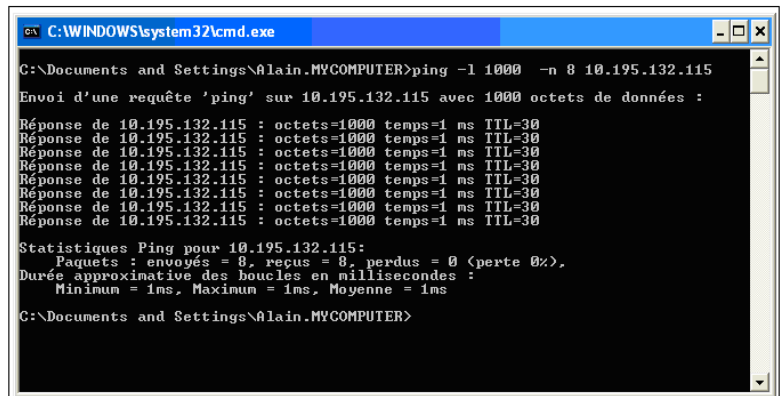 C:\WINDOWS\system32\cmd.exe
C:\Documents and Settings\Alain.MYCOMPUTER>ping -l 1000  -n 8 10.195.132.115
Envoi d'une requête 'ping' sur 10.195.132.115 avec 1000 octets de données :
Réponse de 10.195.132.115 : octets=1000 temps=1 ms TTL=30
Réponse de 10.195.132.115 : octets=1000 temps=1 ms TTL=30
Réponse de 10.195.132.115 : octets=1000 temps=1 ms TTL=30
Réponse de 10.195.132.115 : octets=1000 temps=1 ms TTL=30
Réponse de 10.195.132.115 : octets=1000 temps=1 ms TTL=30
Réponse de 10.195.132.115 : octets=1000 temps=1 ms TTL=30
Réponse de 10.195.132.115 : octets=1000 temps=1 ms TTL=30
Réponse de 10.195.132.115 : octets=1000 temps=1 ms TTL=30
Statistiques Ping pour 10.195.132.115:
    Paquets : envoyés = 8, reçus = 8, perdus = 0 (perte 0%),
Durée approximative des boucles en millisecondes :
    Minimum = 1ms, Maximum = 1ms, Moyenne = 1ms
C:\Documents and Settings\Alain.MYCOMPUTER>